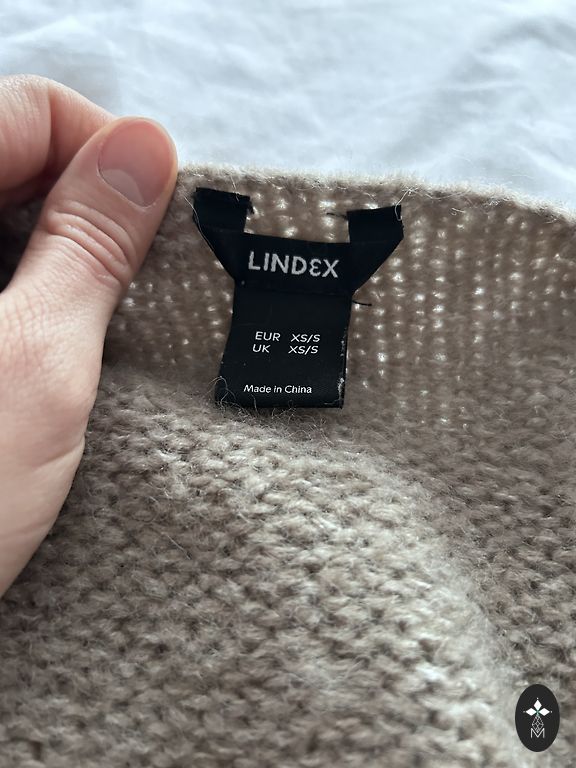 LINDEX
EUR XS/S
UK XS/S
Made in China
M